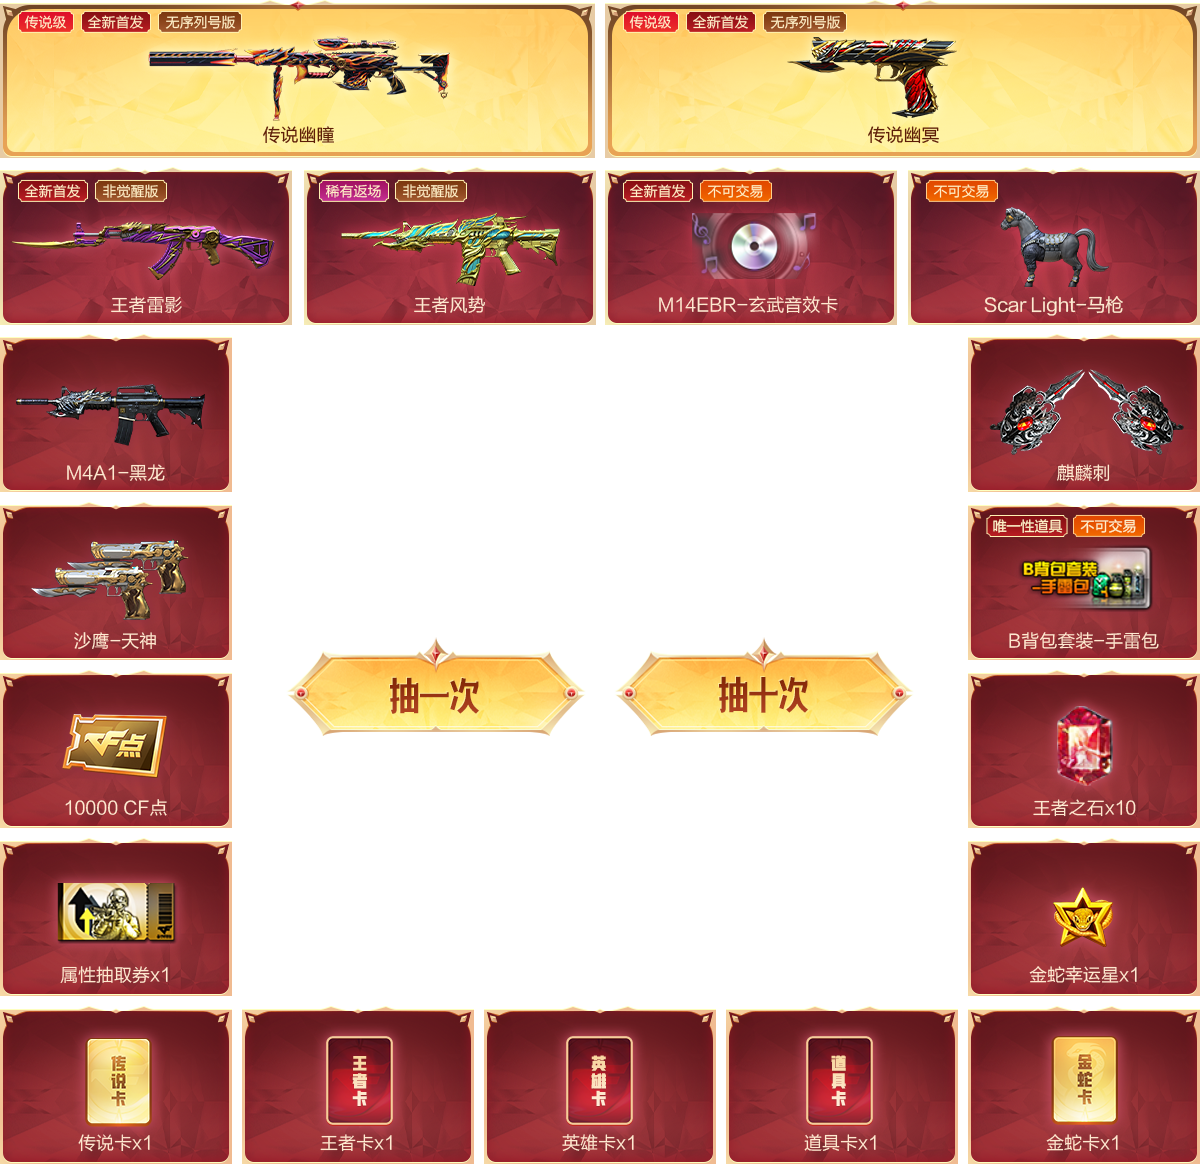 传说级 全新首发 无序列号版
传说幽瞳
传说级 全新首发 无序列号版
传说幽冥
全新首发 非觉醒版
王者雷影
稀有返场 非觉醒版
王者风势
全新首发 不可交易
M14EBR-玄武音效卡
不可交易
Scar Light-马枪
M4A1-黑龙
麒麟刺
沙鹰-天神
唯一性道具 不可交易
B背包套装
-手雷包
B背包套装-手雷包
抽一次
抽十次
CF点
10000 CF点
王者之石x10
属性抽取券x1
金蛇幸运星x1
传说卡
传说卡x1
王者卡
王者卡x1
英雄卡
英雄卡x1
道具卡
道具卡x1
金蛇卡
金蛇卡x1